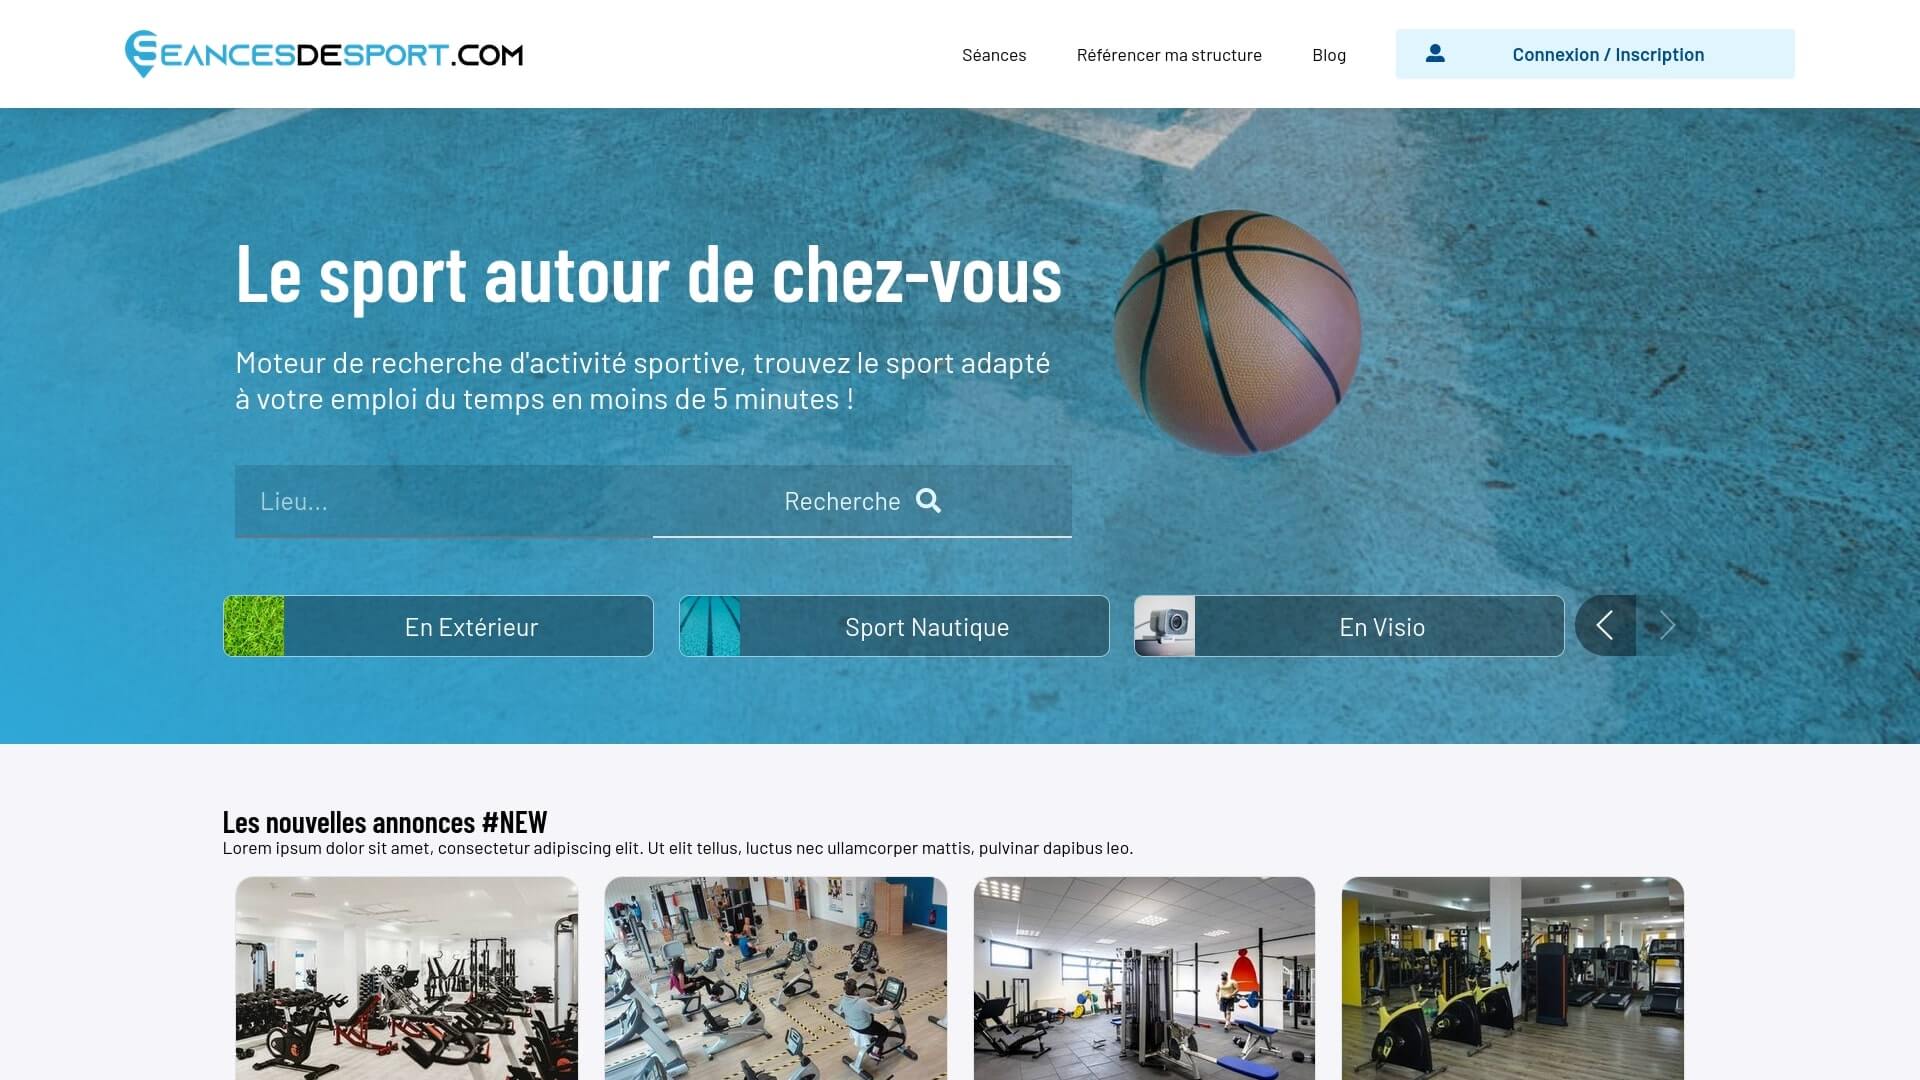 SEANCESDESPORT.COM
Séances
Référencer ma structure
Blog
Connexion / Inscription
Le sport autour de chez-vous
Moteur de recherche d'activité sportive, trouvez le sport adapté
à votre emploi du temps en moins de 5 minutes !
Lieu...
Recherche
En Extérieur
Sport Nautique
En Visio
Les nouvelles annonces #NEW
Lorem ipsum dolor sit amet, consectetur adipiscing elit. Ut elit tellus, luctus nec ullamcorper mattis, pulvinar dapibus leo.